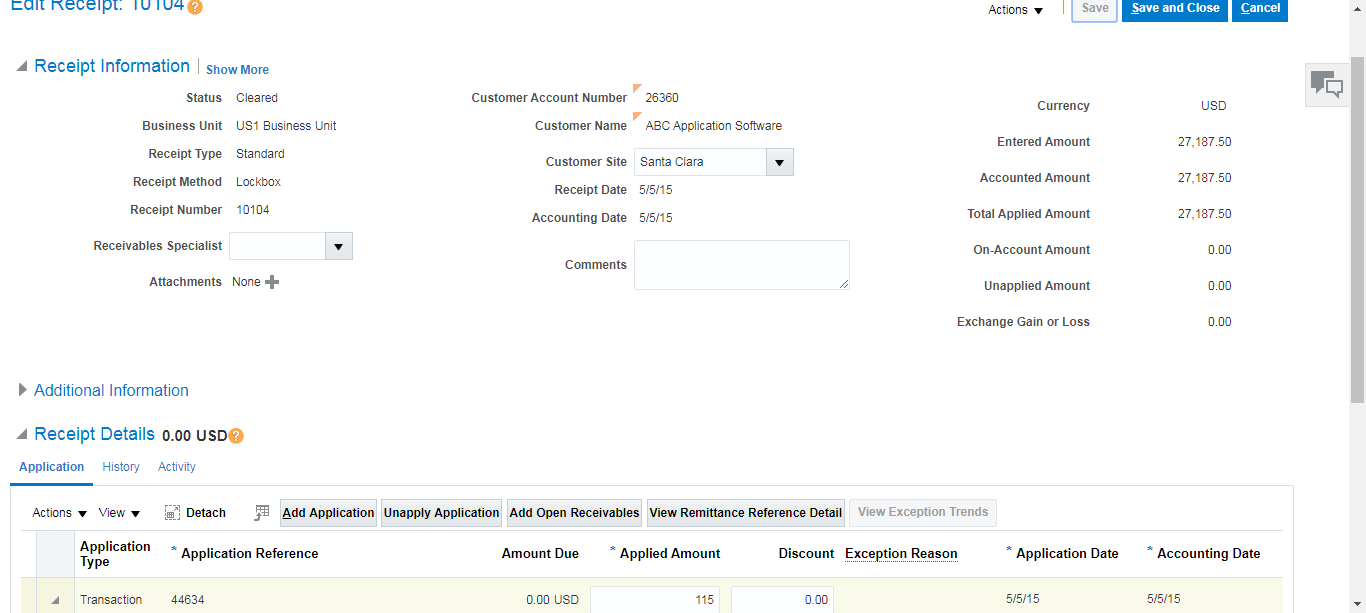 Edit Receipt: 10104 ?
Actions Save Save and Close Cancel
Receipt Information Show More
Status Cleared
Business Unit US1 Business Unit
Receipt Type Standard
Receipt Method Lockbox
Receipt Number 10104
Receivables Specialist
Attachments None
Customer Account Number 26360
Customer Name ABC Application Software
Customer Site Santa Clara
Receipt Date 5/5/15
Accounting Date 5/5/15
Comments
Currency USD
Entered Amount 27,187.50
Accounted Amount 27,187.50
Total Applied Amount 27,187.50
On-Account Amount 0.00
Unapplied Amount 0.00
Exchange Gain or Loss 0.00
Additional Information
Receipt Details 0.00 USD ?
Application History Activity
Actions View Detach Add Application Unapply Application Add Open Receivables View Remittance Reference Detail View Exception Trends
Application Type * Application Reference Amount Due * Applied Amount Discount Exception Reason * Application Date * Accounting Date
Transaction 44634 0.00 USD 115 0.00 5/5/15 5/5/15